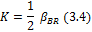 K = 1/2 β_BR (3.4)